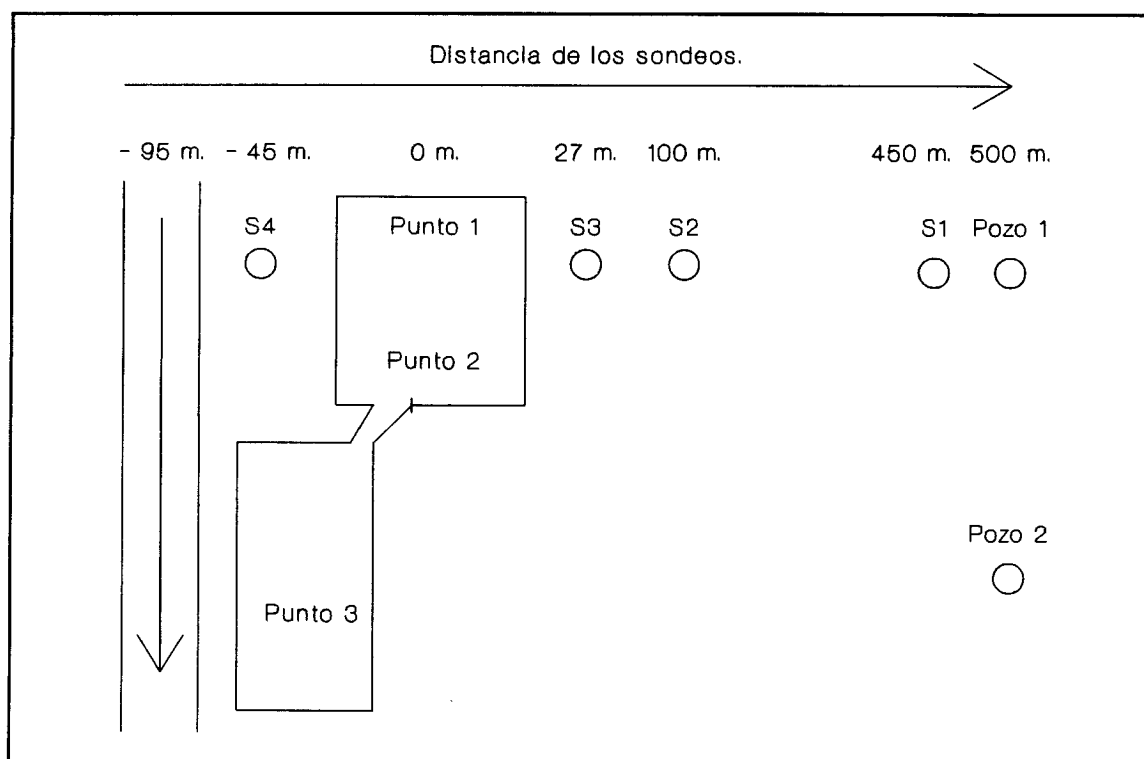 Distancia de los sondeos.
- 95 m. - 45 m. 0 m. 27 m. 100 m. 450 m. 500 m.
S4 Punto 1 S3 S2 S1 Pozo 1
Punto 2
Pozo 2
Punto 3